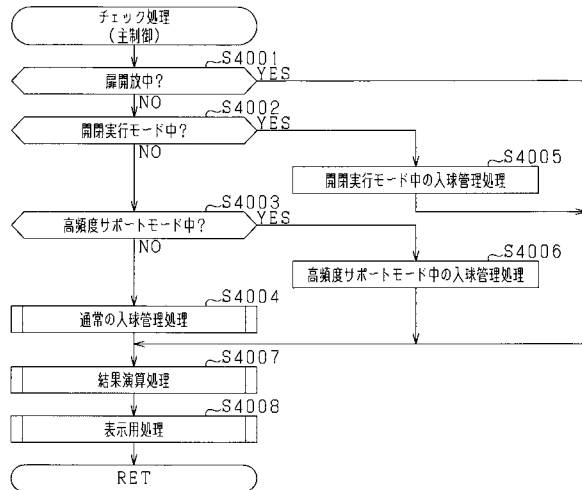 チェック処理
(主制御)
S4001
扉開放中?
YES
NO
S4002
開閉実行モード中?
YES
NO
S4005
開閉実行モード中の入球管理処理
S4003
高頻度サポートモード中?
YES
NO
S4006
高頻度サポートモード中の入球管理処理
S4004
通常の入球管理処理
S4007
結果演算処理
S4008
表示用処理
RET